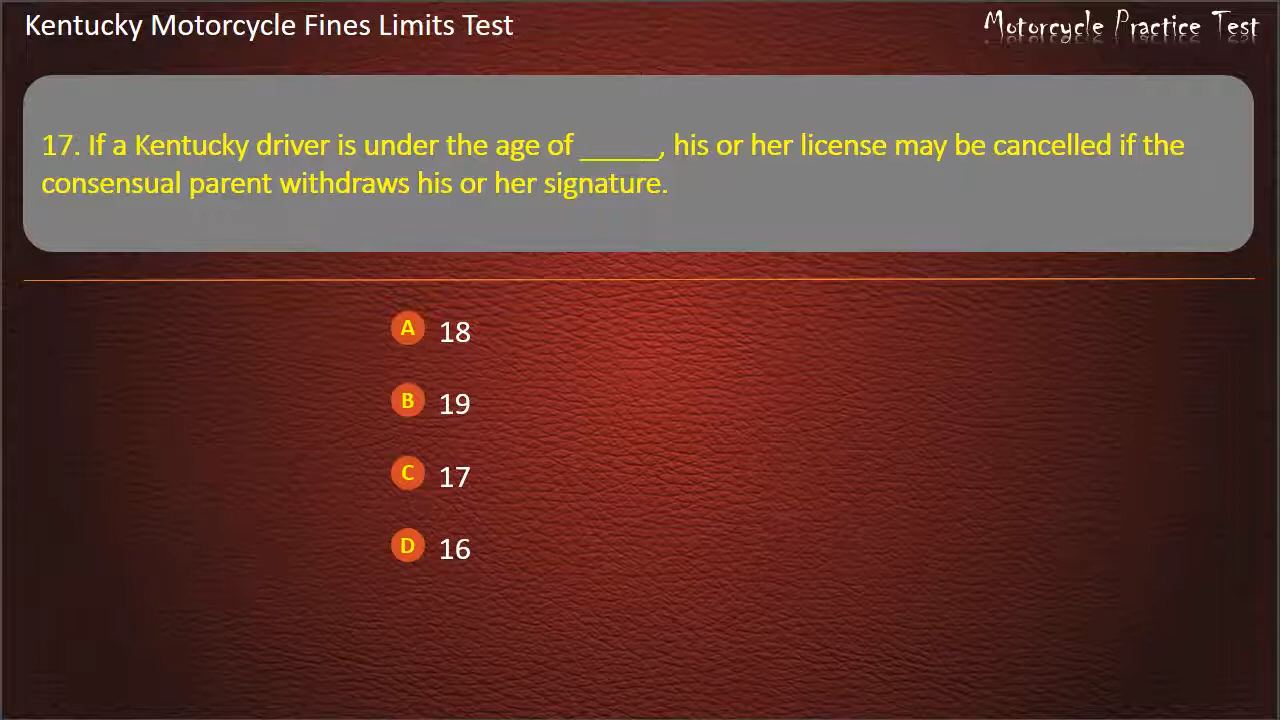 Kentucky Motorcycle Fines Limits Test
Motorcycle Practice Test
17. If a Kentucky driver is under the age of _____, his or her license may be cancelled if the
consensual parent withdraws his or her signature.
A 18
B 19
C 17
D 16